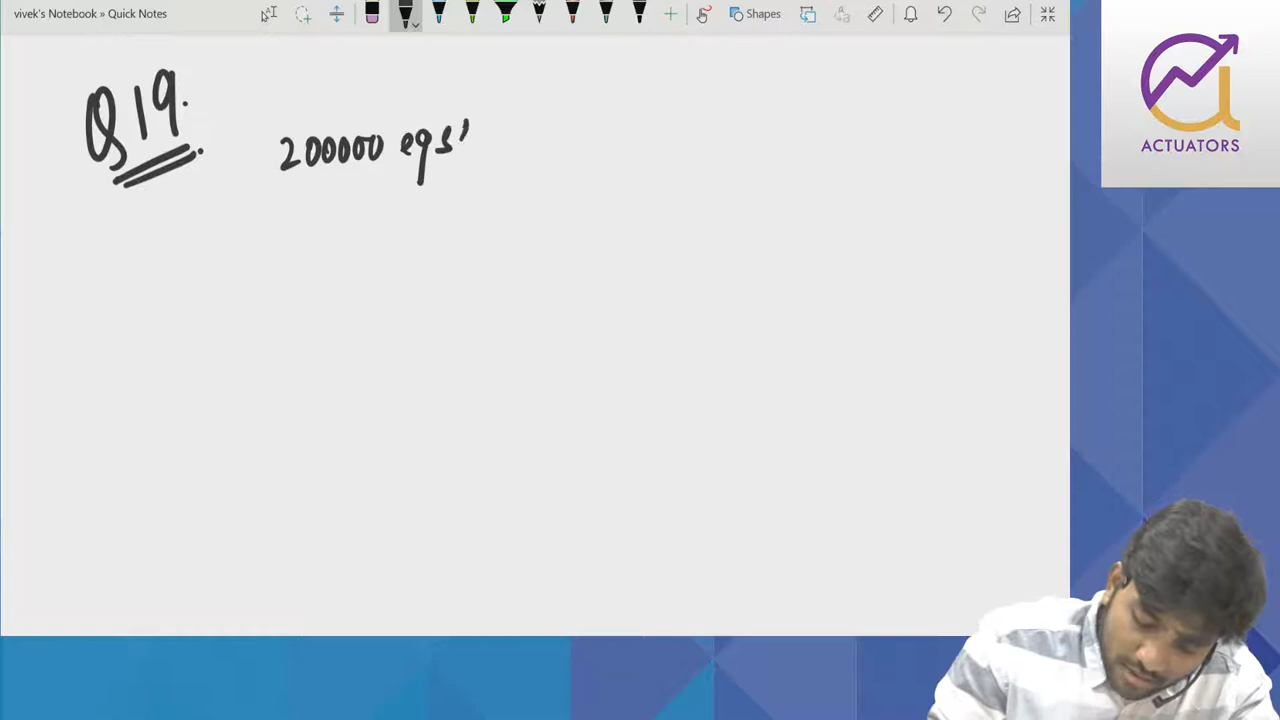 vivek's Notebook » Quick Notes
Shapes
Q19.
200000 eqs'
ACTUATORS